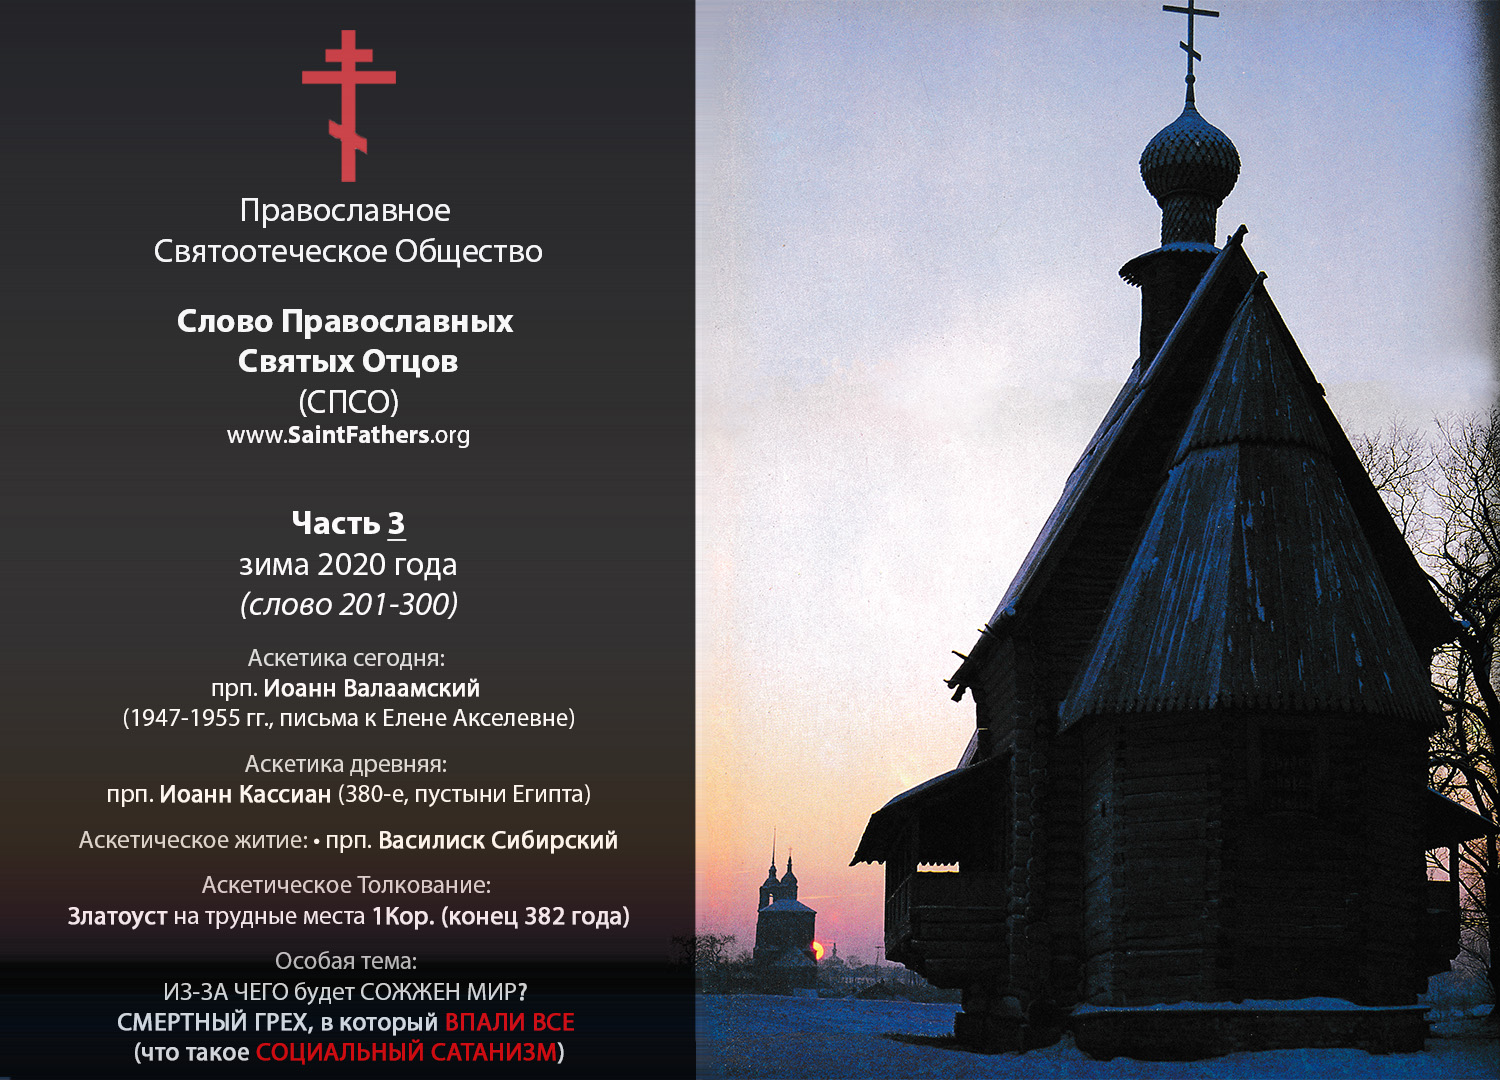 Православное
Святоотеческое Общество
Слово Православных
Святых Отцов
(СПСО)
www.SaintFathers.org
Часть 3
зима 2020 года
(слово 201-300)
Аскетика сегодня:
прп. Иоанн Валаамский
(1947-1955 гг., письма к Елене Акселевне)
Аскетика древняя:
прп. Иоанн Кассиан (380-е, пустыни Египта)
Аскетическое житие: • прп. Василиск Сибирский
Аскетическое Толкование:
Златоуст на трудные места 1Кор. (конец 382 года)
Особая тема:
ИЗ-ЗА ЧЕГО будет СОЖЖЕН МИР?
СМЕРТНЫЙ ГРЕХ, в который ВПАЛИ ВСЕ
(что такое СОЦИАЛЬНЫЙ САТАНИЗМ)